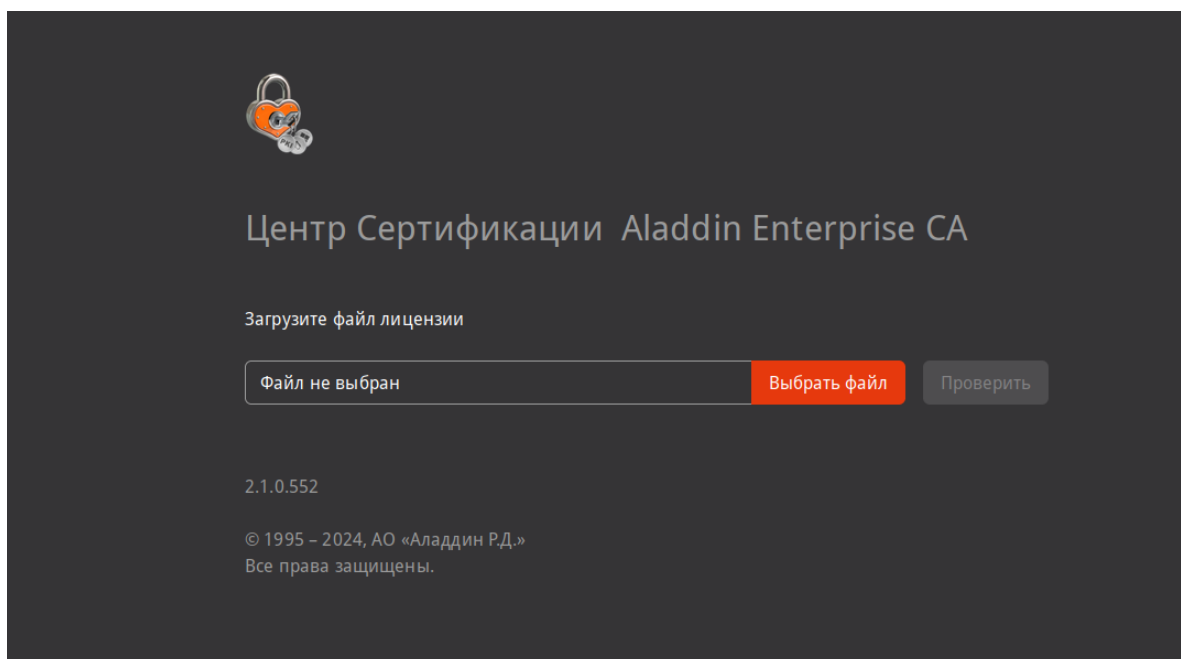 PKI
Центр Сертификации Aladdin Enterprise CA
Загрузите файл лицензии
Файл не выбран
Выбрать файл
Проверить
2.1.0.552
© 1995 – 2024, АО «Аладдин Р.Д.»
Все права защищены.